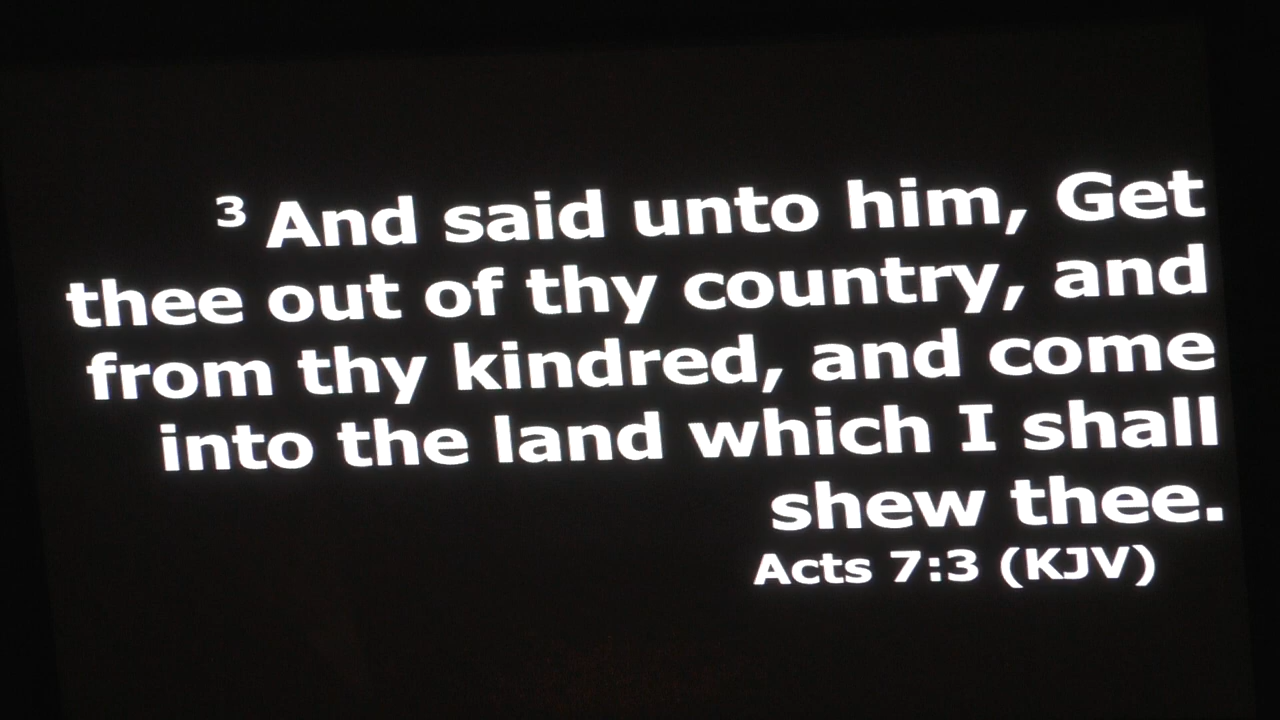 3 And said unto him, Get
thee out of thy country, and
from thy kindred, and come
into the land which I shall
shew thee.
Acts 7:3 (KJV)